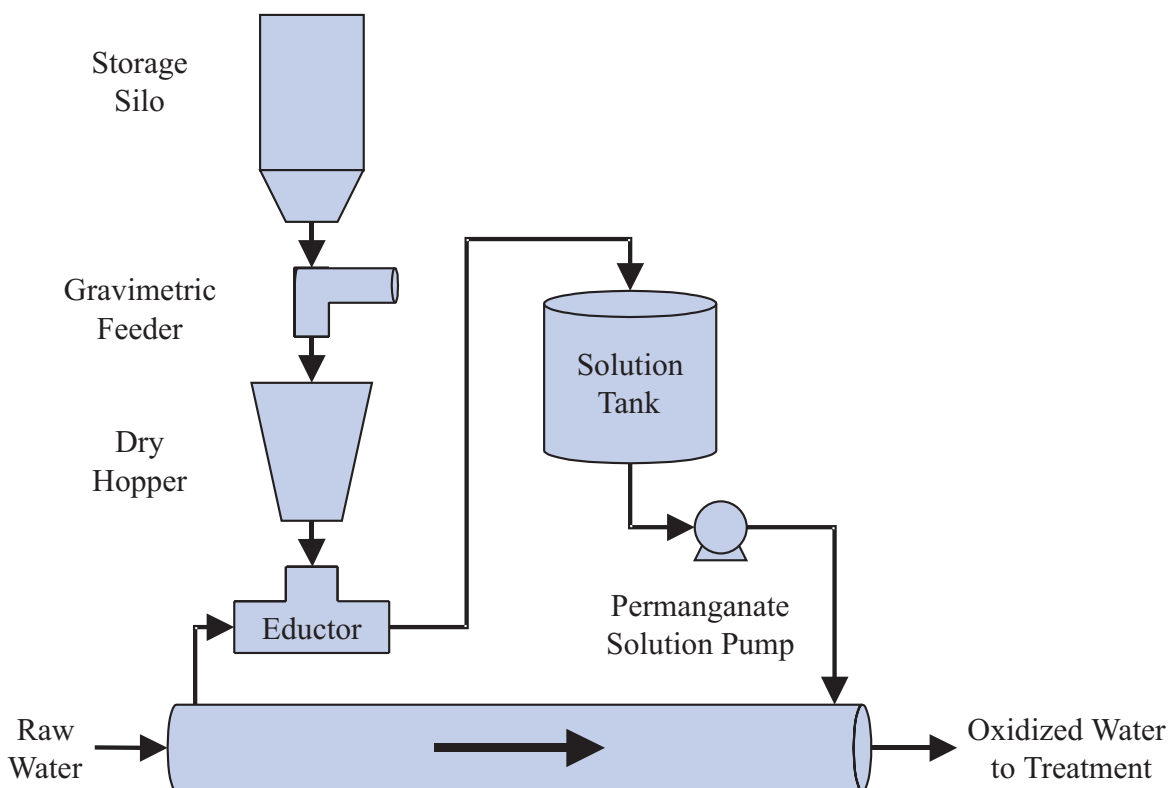 Storage
Silo
Gravimetric
Feeder
Solution
Tank
Dry
Hopper
Eductor
Permanganate
Solution Pump
Raw
Water
Oxidized Water
to Treatment